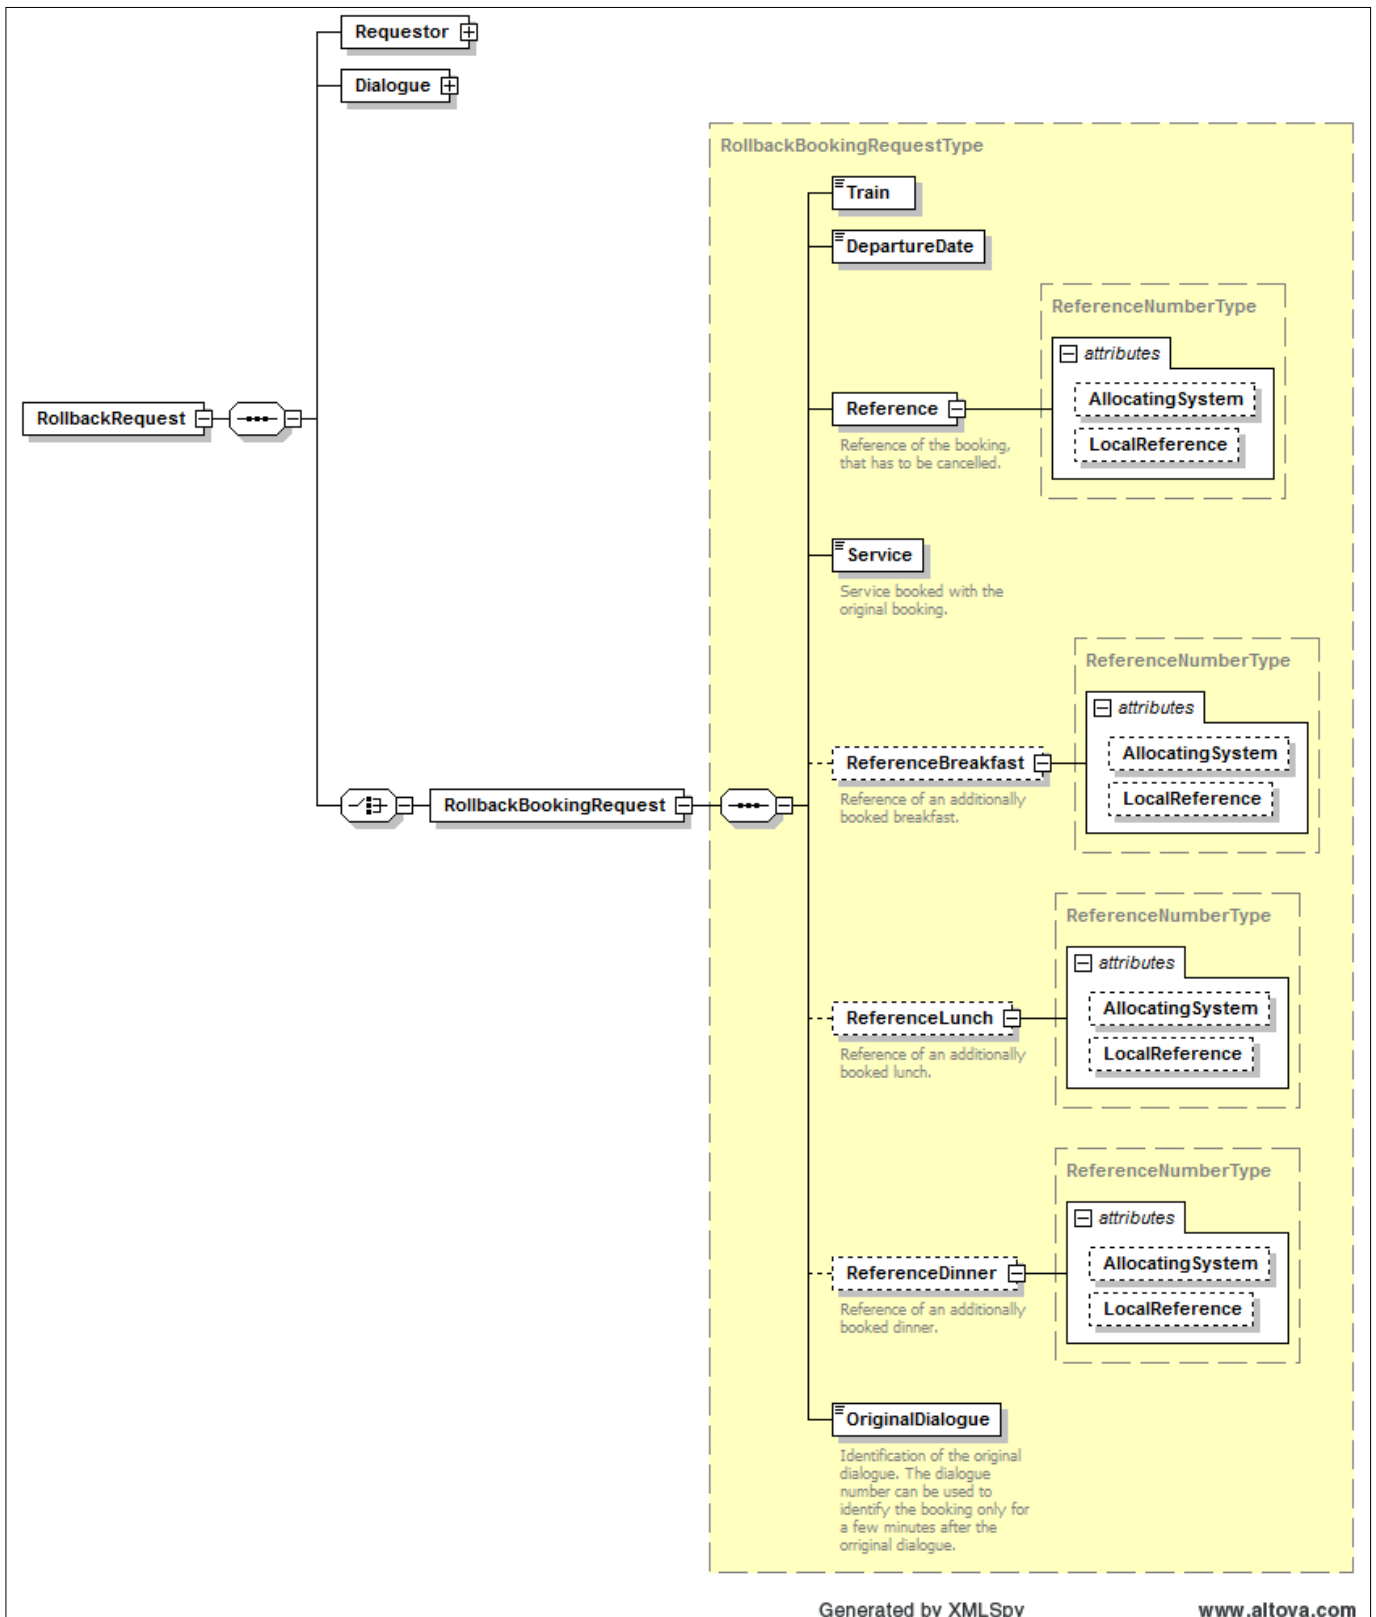 Requestor
Dialogue
RollbackBookingRequestType
Train
DepartureDate
ReferenceNumberType
attributes
AllocatingSystem
LocalReference
RollbackRequest
Reference
Reference of the booking,
that has to be cancelled.
Service
Service booked with the
original booking.
ReferenceNumberType
attributes
AllocatingSystem
LocalReference
ReferenceBreakfast
Reference of an additionally
booked breakfast.
RollbackBookingRequest
ReferenceNumberType
attributes
AllocatingSystem
LocalReference
ReferenceLunch
Reference of an additionally
booked lunch.
ReferenceNumberType
attributes
AllocatingSystem
LocalReference
ReferenceDinner
Reference of an additionally
booked dinner.
OriginalDialogue
Identification of the original
dialogue. The dialogue
number can be used to
identify the booking only for
a few minutes after the
orriginal dialogue.
Generated by XMLSpy
www.altova.com